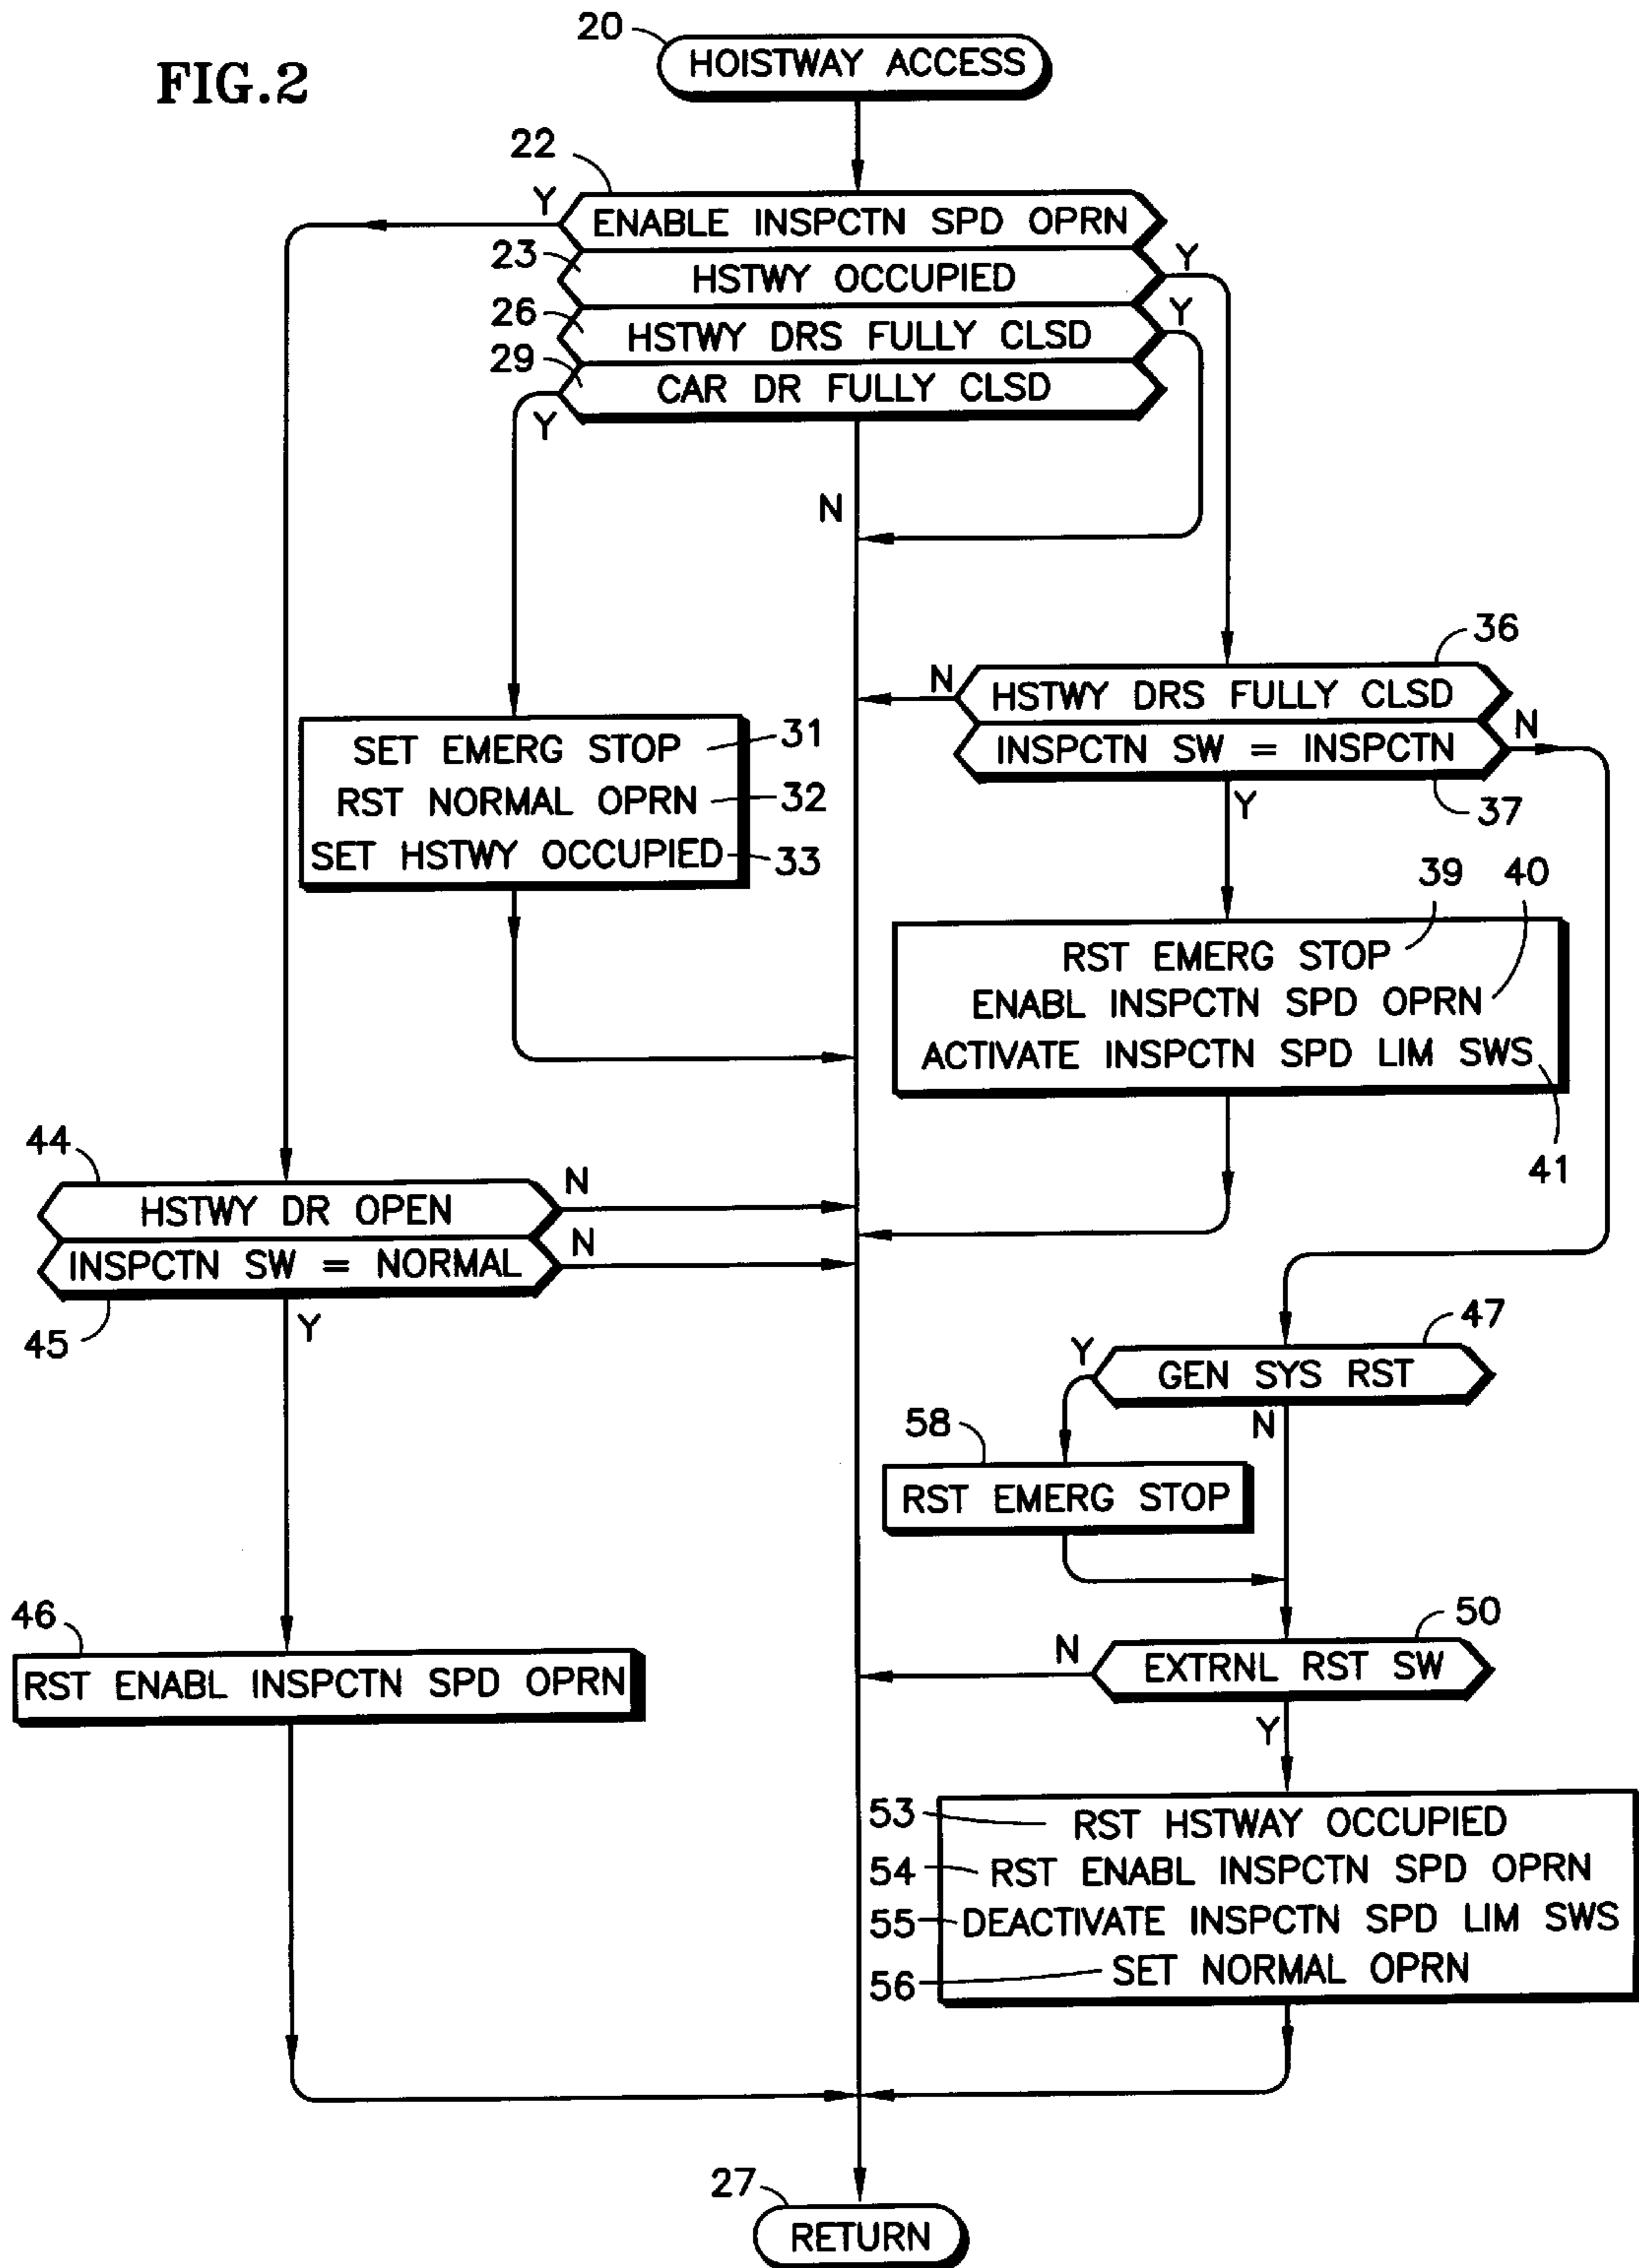 FIG.2
20
HOISTWAY ACCESS
22
Y
ENABLE INSPCTN SPD OPRN
23
HSTWY OCCUPIED
Y
26
HSTWY DRS FULLY CLSD
Y
29
CAR DR FULLY CLSD
Y
N
36
N
HSTWY DRS FULLY CLSD
INSPCTN SW = INSPCTN
N
37
Y
SET EMERG STOP 31
RST NORMAL OPRN 32
SET HSTWY OCCUPIED 33
39
40
RST EMERG STOP
ENABL INSPCTN SPD OPRN
ACTIVATE INSPCTN SPD LIM SWS
41
44
HSTWY DR OPEN
N
INSPCTN SW = NORMAL
N
45
Y
47
Y
GEN SYS RST
N
58
RST EMERG STOP
46
RST ENABL INSPCTN SPD OPRN
50
N
EXTRNL RST SW
Y
53 RST HSTWAY OCCUPIED
54 RST ENABL INSPCTN SPD OPRN
55 DEACTIVATE INSPCTN SPD LIM SWS
56 SET NORMAL OPRN
27
RETURN